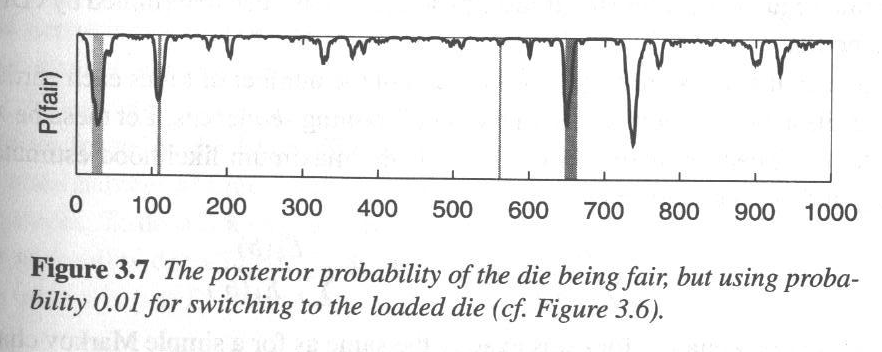 P(fair)
0 100 200 300 400 500 600 700 800 900 1000
Figure 3.7 The posterior probability of the die being fair, but using proba-
bility 0.01 for switching to the loaded die (cf. Figure 3.6).